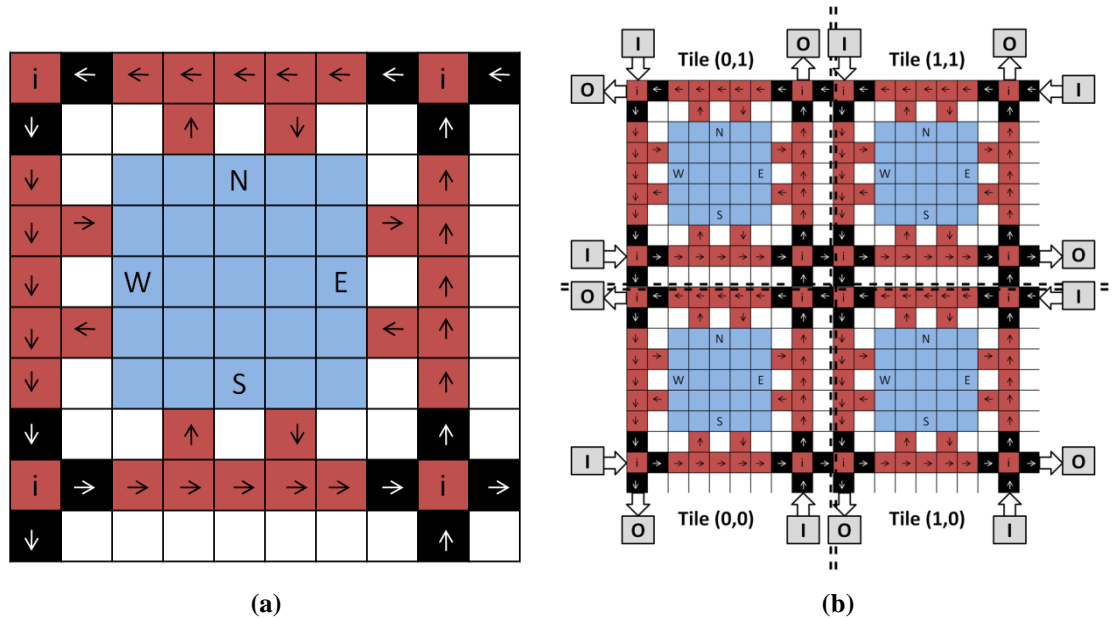 i i
N
W E
S
i i
(a)
I O I O
Tile (0,1) Tile (1,1)
O i i i i I
N N
W E W E
S S
I i i i i O
O i i i i I
N N
W E W E
S S
I i i i i O
Tile (0,0) Tile (1,0)
O I O I
(b)